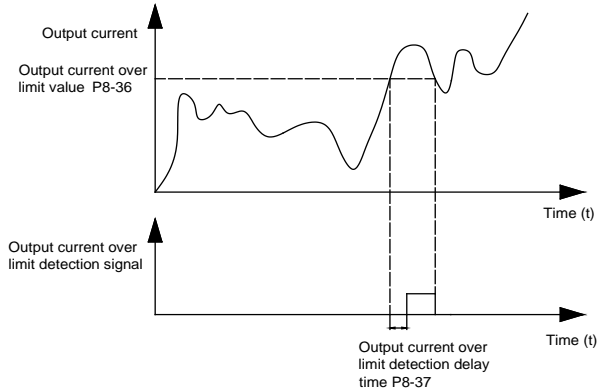 Output current
Output current over
limit value P8-36
Time (t)
Output current over
limit detection signal
Time (t)
Output current over
limit detection delay
time P8-37